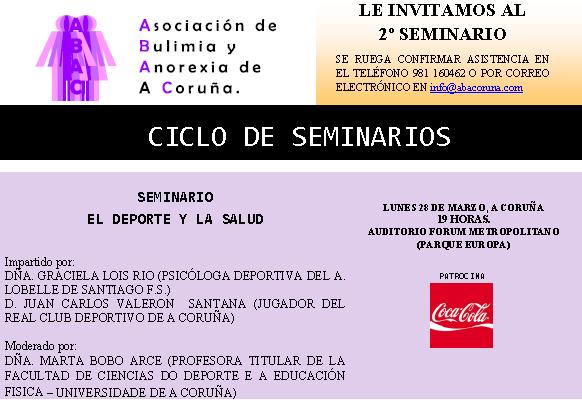 ABAC
Asociación de
Bulimia y
Anorexia de
A Coruña.
LE INVITAMOS AL
2º SEMINARIO
SE RUEGA CONFIRMAR ASISTENCIA EN
EL TELÉFONO 981 160462 O POR CORREO
ELECTRÓNICO EN info@abacoruna.com
CICLO DE SEMINARIOS
SEMINARIO
EL DEPORTE Y LA SALUD
Impartido por:
DÑA. GRACIELA LOIS RIO (PSICÓLOGA DEPORTIVA DEL A.
LOBELLE DE SANTIAGO F.S.)
D. JUAN CARLOS VALERON SANTANA (JUGADOR DEL
REAL CLUB DEPORTIVO DE A CORUÑA)
Moderado por:
DÑA. MARTA BOBO ARCE (PROFESORA TITULAR DE LA
FACULTAD DE CIENCIAS DO DEPORTE E A EDUCACIÓN
FISICA – UNIVERSIDADE DE A CORUÑA)
LUNES 28 DE MARZO, A CORUÑA
19 HORAS.
AUDITORIO FORUM METROPOLITANO
(PARQUE EUROPA)
PATROCINA
Coca-Cola